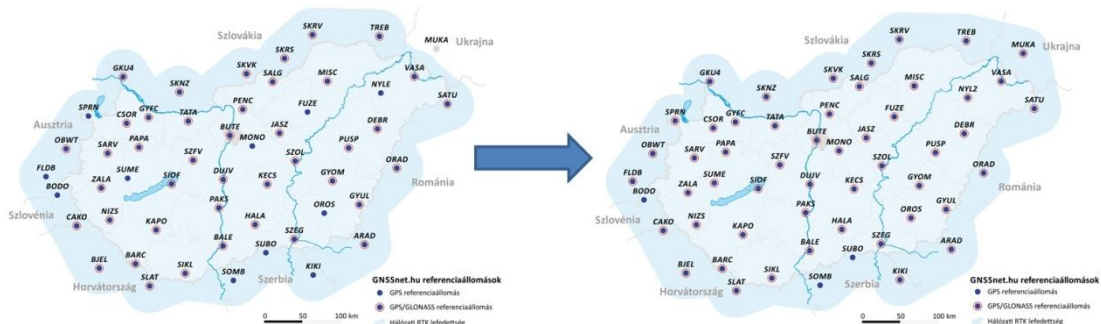 SKRV
TREB
Szlovákia
MUKA
Ukrajna
SKRS
SKVK
GKU4
SALG
MISC
VASA
SKNZ
NYLE
SATU
SPRN
PENC
FUZE
CSOR
GYFC
TATA
DEBR
Ausztria
BUTE
MONO
JASZ
OBWT
SARV
PAPA
PUSP
SZFV
SZOL
ORAD
FLDB
SUME
Románia
BODO
ZALA
SIOF
DUJV
KECS
GYOM
GYUL
Szlovénia
PAKS
OROS
CAKO
NIZS
KAPO
HALA
SZEG
ARAD
BALE
SUBO
BJEL
BARC
SIKL
SOMB
Szerbia
KIKI
SLAT
Horvátország
GNSSnet.hu referenciaállomások
GPS referenciaállomás
GPS/GLONASS referenciaállomás
Hálózati RTK lefedettség
0 50 100 km
SKRV
TREB
Szlovákia
MUKA
Ukrajna
SKRS
SKVK
GKU4
SALG
MISC
VASA
SKNZ
NYL2
SATU
SPRN
PENC
FUZE
CSOR
GYFC
TATA
DEBR
Ausztria
BUTE
MONO
JASZ
OBWT
SARV
PAPA
PUSP
SZFV
SZOL
ORAD
FLDB
SUME
Románia
BODO
ZALA
SIOF
DUJV
KECS
GYOM
GYUL
Szlovénia
PAKS
OROS
CAKO
NIZS
KAPO
HALA
SZEG
ARAD
BALE
SUBO
BJEL
BARC
SIKL
SOMB
Szerbia
KIKI
SLAT
Horvátország
GNSSnet.hu referenciaállomások
GPS referenciaállomás
GPS/GLONASS referenciaállomás
Hálózati RTK lefedettség
0 50 100 km